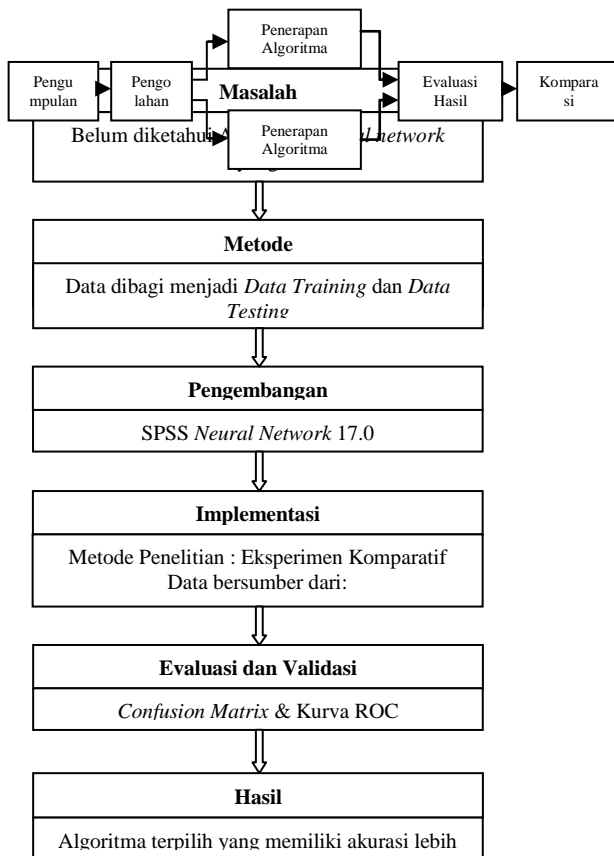 Penerapan
Algoritma
Pengu
mpulan
Pengo
lahan
Masalah
Evaluasi
Hasil
Kompara
si
Penerapan
Algoritma
Belum diketahui network
Metode
Data dibagi menjadi Data Training dan Data
Testing
Pengembangan
SPSS Neural Network 17.0
Implementasi
Metode Penelitian : Eksperimen Komparatif
Data bersumber dari:
Evaluasi dan Validasi
Confusion Matrix & Kurva ROC
Hasil
Algoritma terpilih yang memiliki akurasi lebih